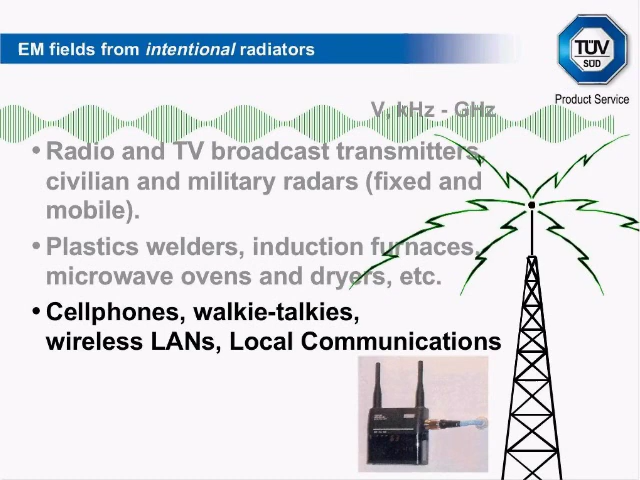 EM fields from intentional radiators
TÜV
SÜD
Product Service
V, kHz - GHz
• Radio and TV broadcast transmitters,
civilian and military radars (fixed and
mobile).
• Plastics welders, induction furnaces,
microwave ovens and dryers, etc.
• Cellphones, walkie-talkies,
wireless LANs, Local Communications